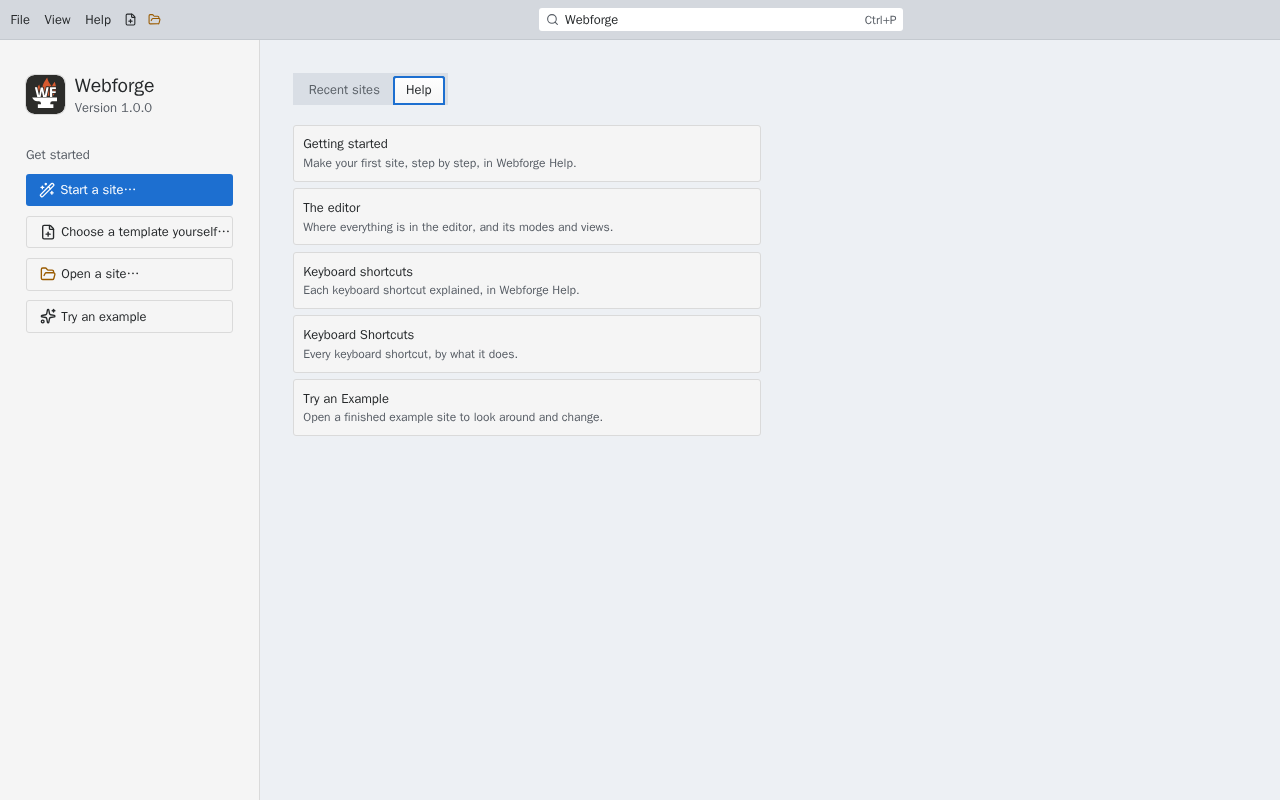 File View Help
Webforge Ctrl+P
WF
Webforge
Version 1.0.0
Get started
Start a site…
Choose a template yourself…
Open a site…
Try an example
Recent sites Help
Getting started
Make your first site, step by step, in Webforge Help.
The editor
Where everything is in the editor, and its modes and views.
Keyboard shortcuts
Each keyboard shortcut explained, in Webforge Help.
Keyboard Shortcuts
Every keyboard shortcut, by what it does.
Try an Example
Open a finished example site to look around and change.